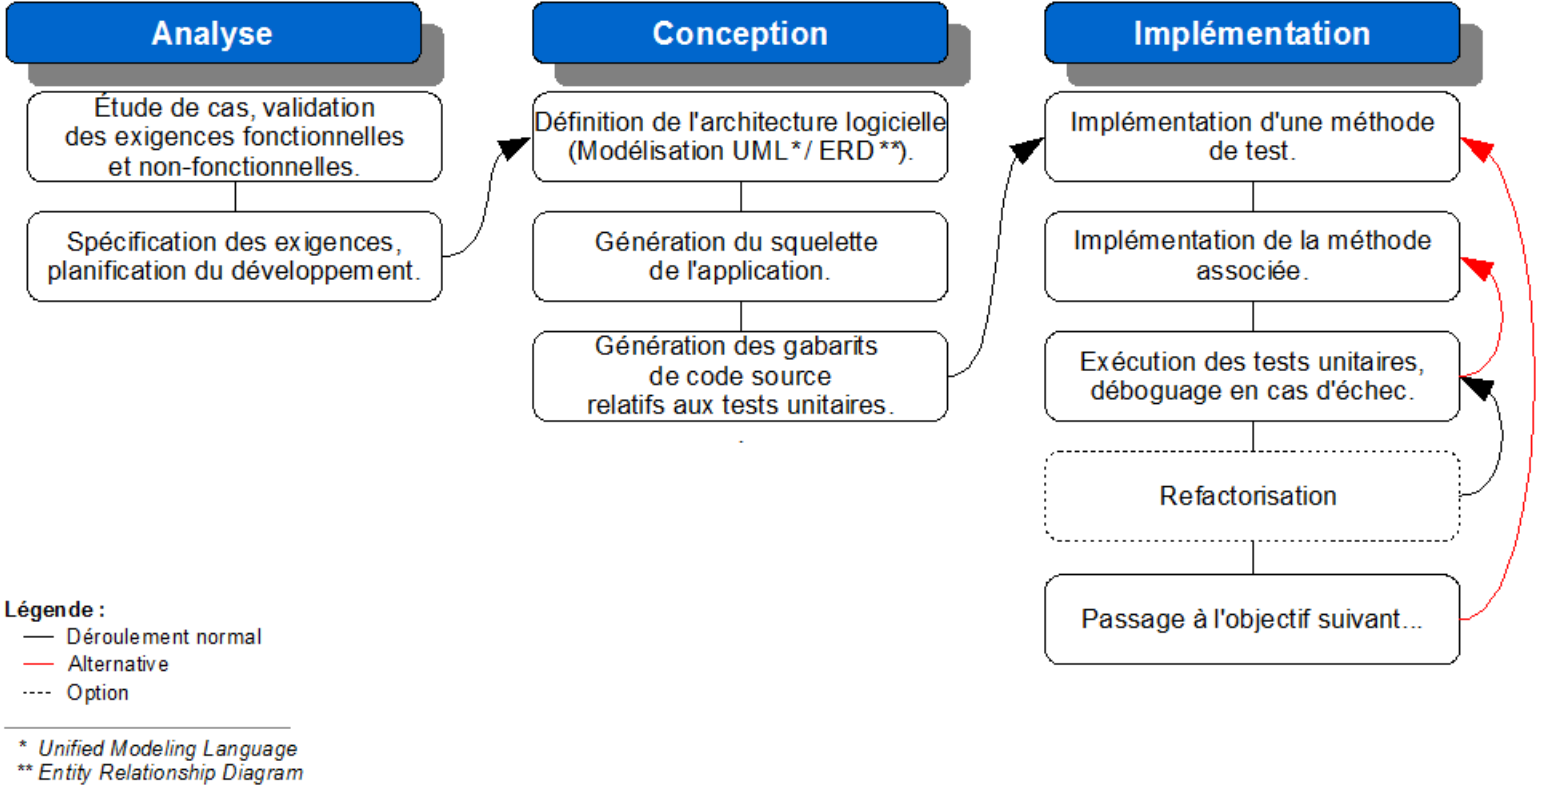 Analyse
Étude de cas, validation
des exigences fonctionnelles
et non-fonctionnelles.
Spécification des exigences,
planification du développement.
Conception
Définition de l'architecture logicielle
(Modélisation UML* / ERD**).
Génération du squelette
de l'application.
Génération des gabarits
de code source
relatifs aux tests unitaires.
.
Implémentation
Implémentation d'une méthode
de test.
Implémentation de la méthode
associée.
Exécution des tests unitaires,
déboguage en cas d'échec.
Refactorisation
Passage à l'objectif suivant...
Légende :
Déroulement normal
Alternative
Option
* Unified Modeling Language
** Entity Relationship Diagram